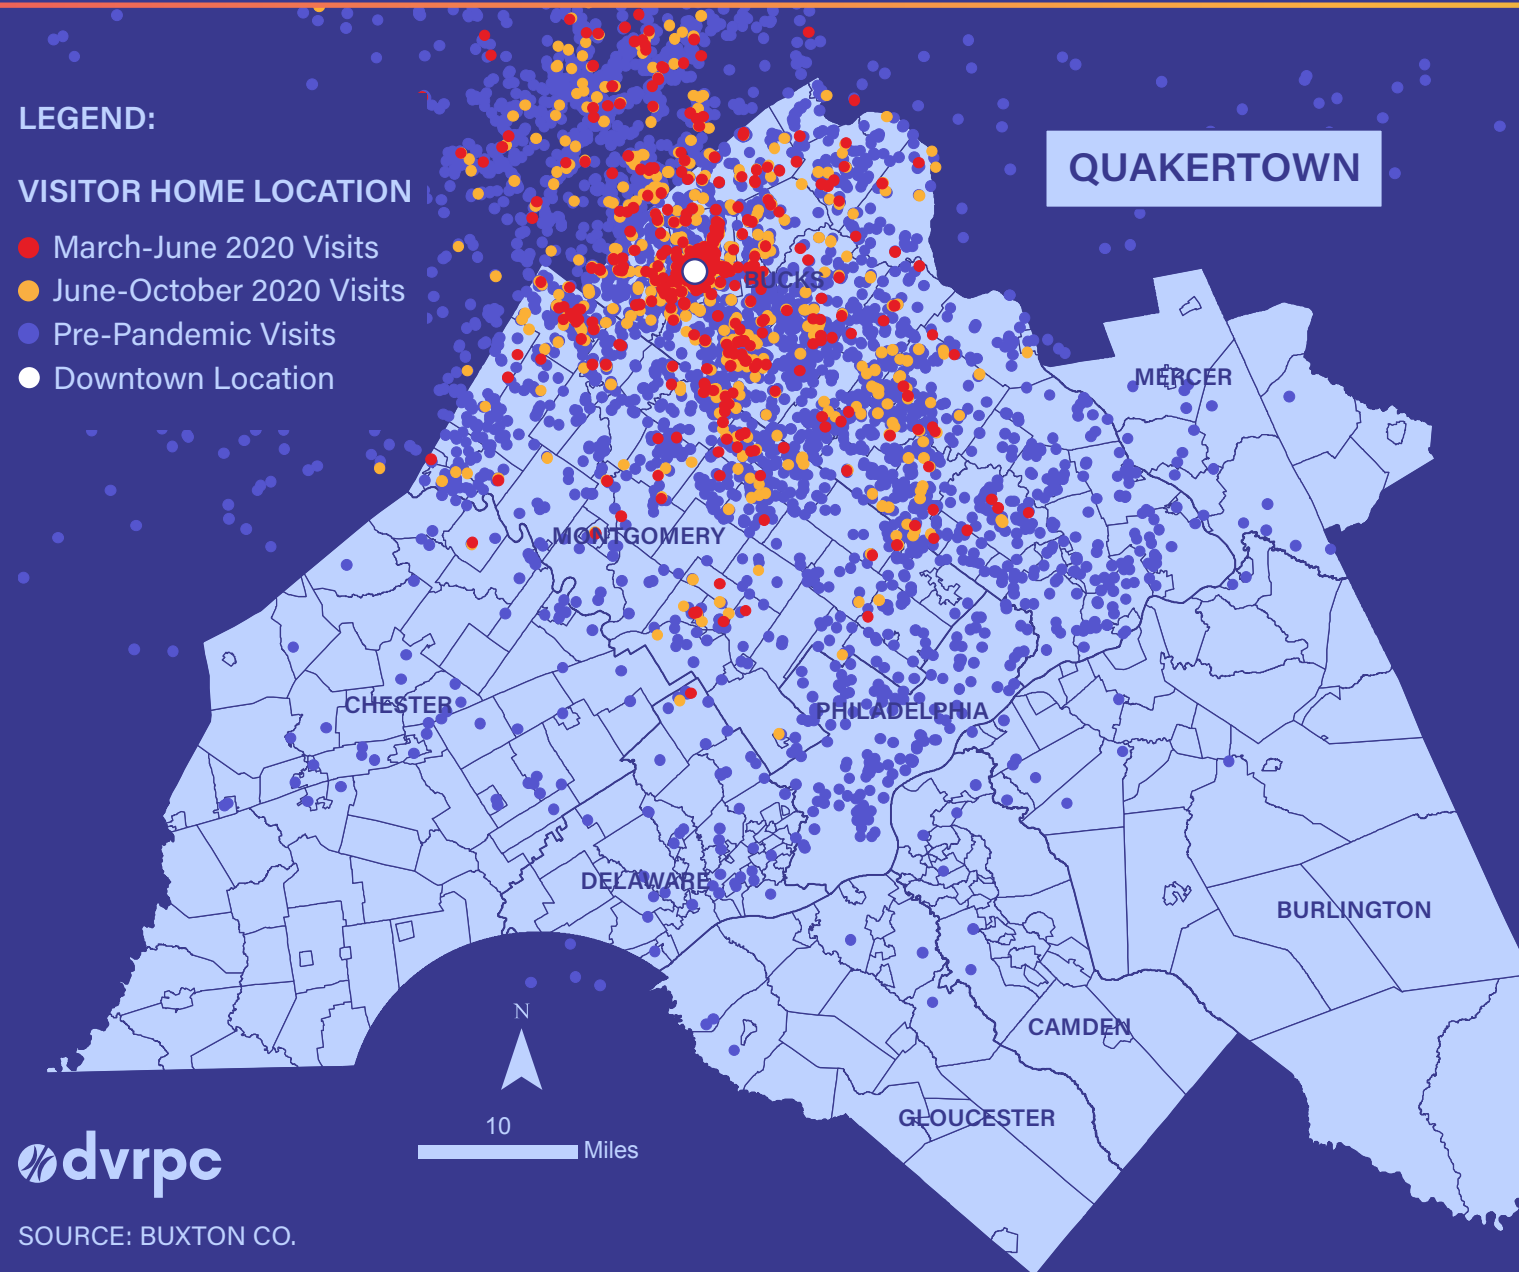 LEGEND:
VISITOR HOME LOCATION
March-June 2020 Visits
June-October 2020 Visits
Pre-Pandemic Visits
Downtown Location
QUAKERTOWN
BUCKS
MERCER
MONTGOMERY
CHESTER
PHILADELPHIA
DELAWARE
BURLINGTON
CAMDEN
GLOUCESTER
N
10
Miles
dvrpc
SOURCE: BUXTON CO.